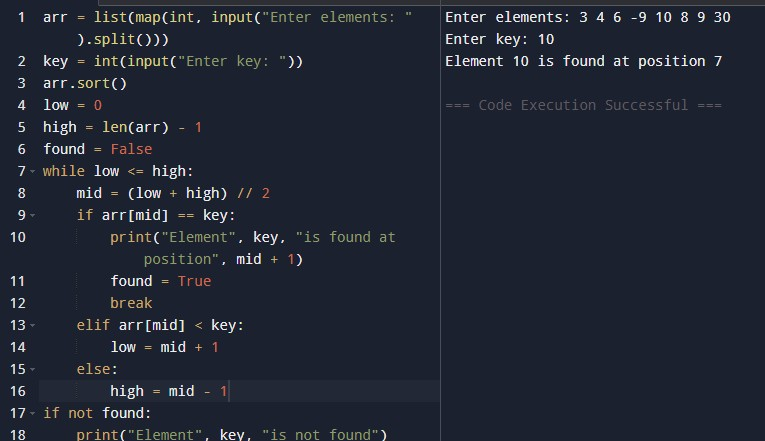 1 arr = list(map(int, input("Enter elements: "
).split()))
2 key = int(input("Enter key: "))
3 arr.sort()
4 low = 0
5 high = len(arr) - 1
6 found = False
7 while low <= high:
8 mid = (low + high) // 2
9 if arr[mid] == key:
10 print("Element", key, "is found at
position", mid + 1)
11 found = True
12 break
13 elif arr[mid] < key:
14 low = mid + 1
15 else:
16 high = mid - 1
17 if not found:
18 print("Element", key, "is not found")
Enter elements: 3 4 6 -9 10 8 9 30
Enter key: 10
Element 10 is found at position 7
=== Code Execution Successful ===